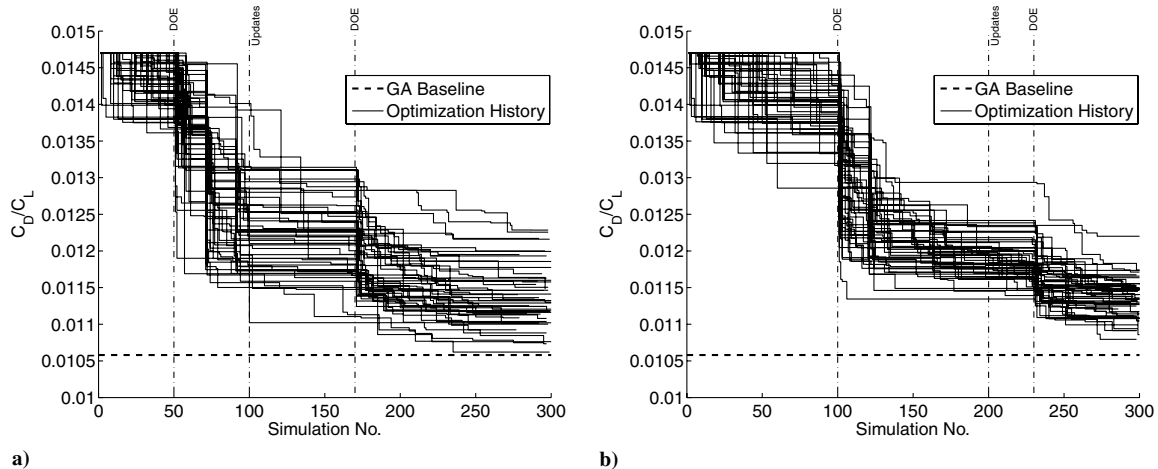 DOE
Updates
DOE
0.015
0.0145
0.014
0.0135
0.013
0.0125
0.012
0.0115
0.011
0.0105
0.01
C_D/C_L
GA Baseline
Optimization History
0 50 100 150 200 250 300
Simulation No.
a)
DOE
Updates
DOE
0.015
0.0145
0.014
0.0135
0.013
0.0125
0.012
0.0115
0.011
0.0105
0.01
C_D/C_L
GA Baseline
Optimization History
0 50 100 150 200 250 300
Simulation No.
b)